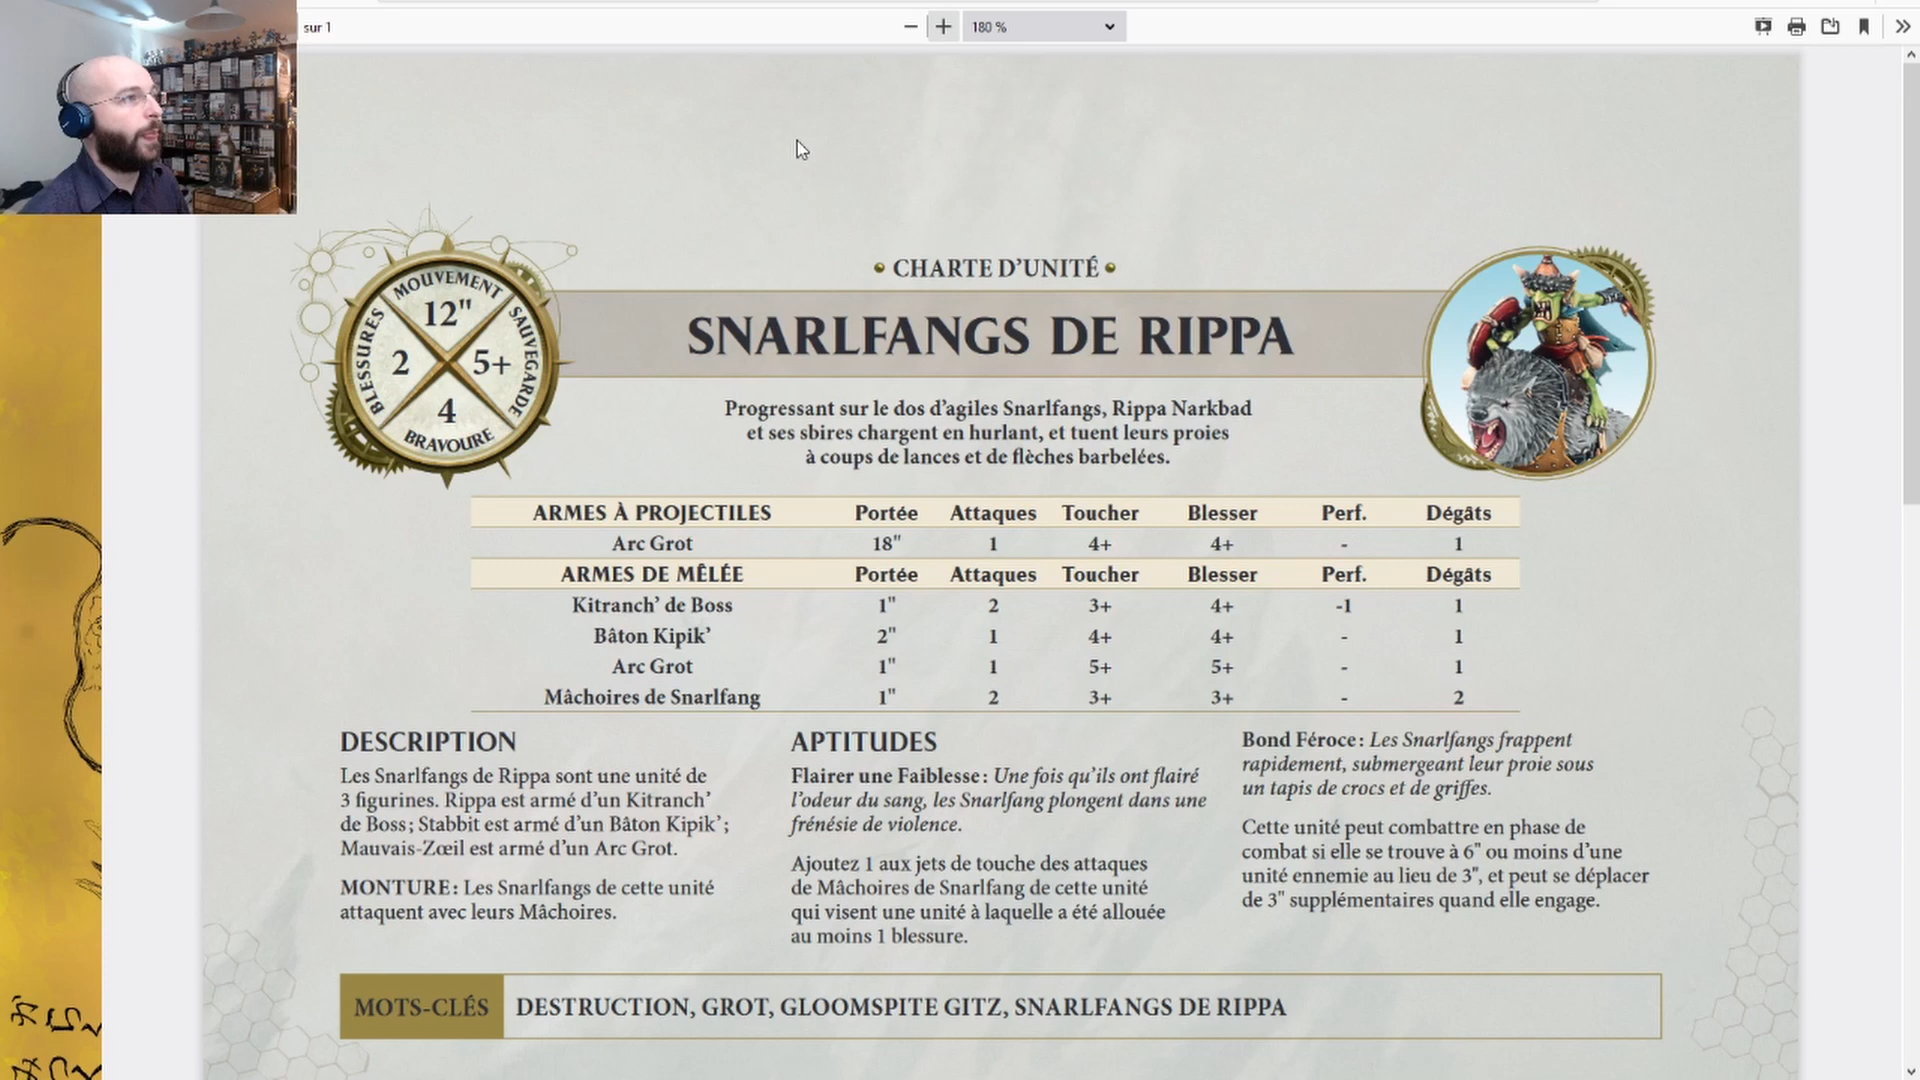 sur 1
180 %
MOUVEMENT
12"
BLESSURES
2
5+
SAUVEGARDE
4
BRAVOURE
• CHARTE D’UNITÉ •
SNARLFANGS DE RIPPA
Progressant sur le dos d’agiles Snarlfangs, Rippa Narkbad
et ses sbires chargent en hurlant, et tuent leurs proies
à coups de lances et de flèches barbelées.
ARMES À PROJECTILES Portée Attaques Toucher Blesser Perf. Dégâts
Arc Grot 18" 1 4+ 4+ - 1
ARMES DE MÊLÉE Portée Attaques Toucher Blesser Perf. Dégâts
Kitranch’ de Boss 1" 2 3+ 4+ -1 1
Bâton Kipik’ 2" 1 4+ 4+ - 1
Arc Grot 1" 1 5+ 5+ - 1
Mâchoires de Snarlfang 1" 2 3+ 3+ - 2
DESCRIPTION
Les Snarlfangs de Rippa sont une unité de
3 figurines. Rippa est armé d’un Kitranch’
de Boss ; Stabbit est armé d’un Bâton Kipik’ ;
Mauvais-Zœil est armé d’un Arc Grot.
MONTURE : Les Snarlfangs de cette unité
attaquent avec leurs Mâchoires.
APTITUDES
Flairer une Faiblesse : Une fois qu’ils ont flairé
l’odeur du sang, les Snarlfang plongent dans une
frénésie de violence.
Ajoutez 1 aux jets de touche des attaques
de Mâchoires de Snarlfang de cette unité
qui visent une unité à laquelle a été allouée
au moins 1 blessure.
Bond Féroce : Les Snarlfangs frappent
rapidement, submergeant leur proie sous
un tapis de crocs et de griffes.
Cette unité peut combattre en phase de
combat si elle se trouve à 6" ou moins d’une
unité ennemie au lieu de 3", et peut se déplacer
de 3" supplémentaires quand elle engage.
MOTS-CLÉS DESTRUCTION, GROT, GLOOMSPITE GITZ, SNARLFANGS DE RIPPA